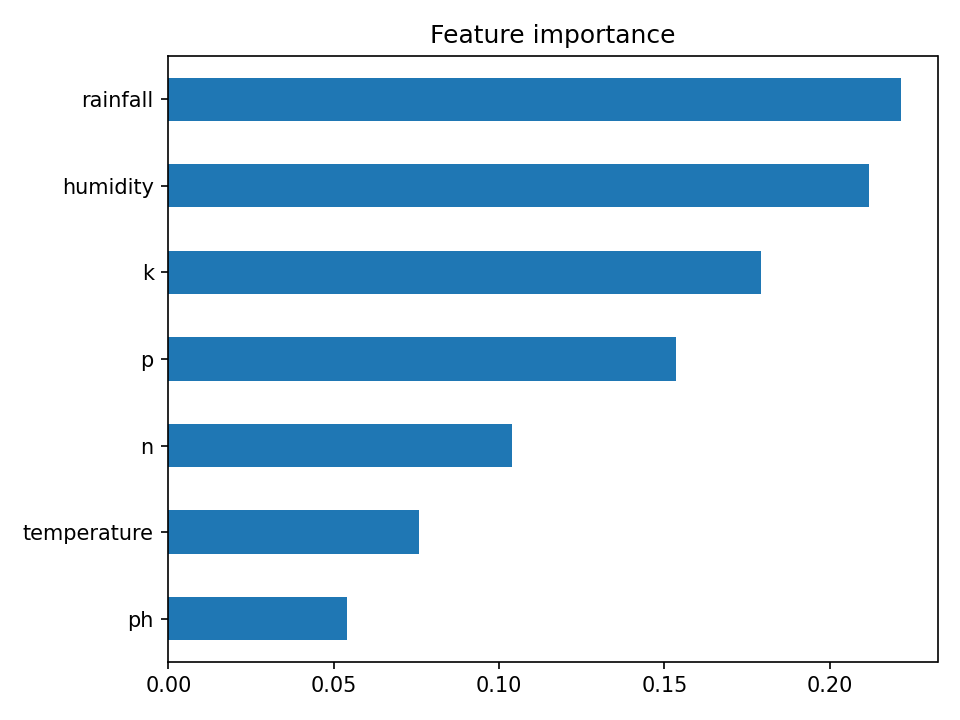 Feature importance
rainfall
humidity
k
p
n
temperature
ph
0.00 0.05 0.10 0.15 0.20